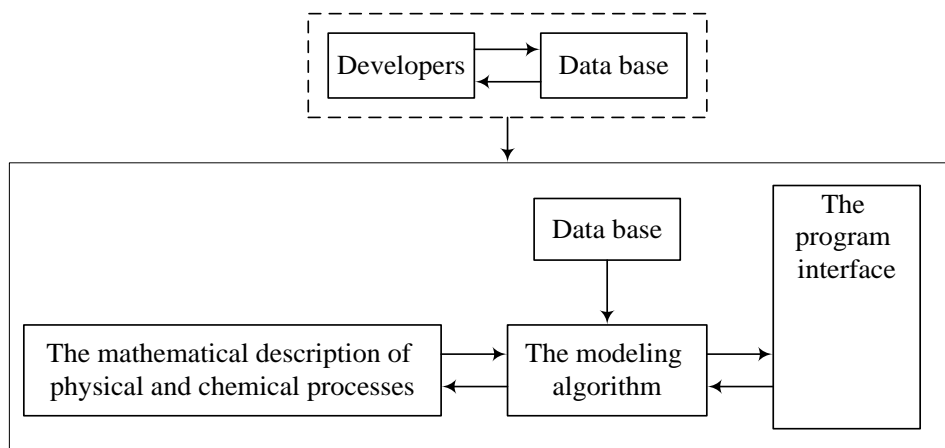 Developers
Data base
Data base
The
program
interface
The mathematical description of
physical and chemical processes
The modeling
algorithm